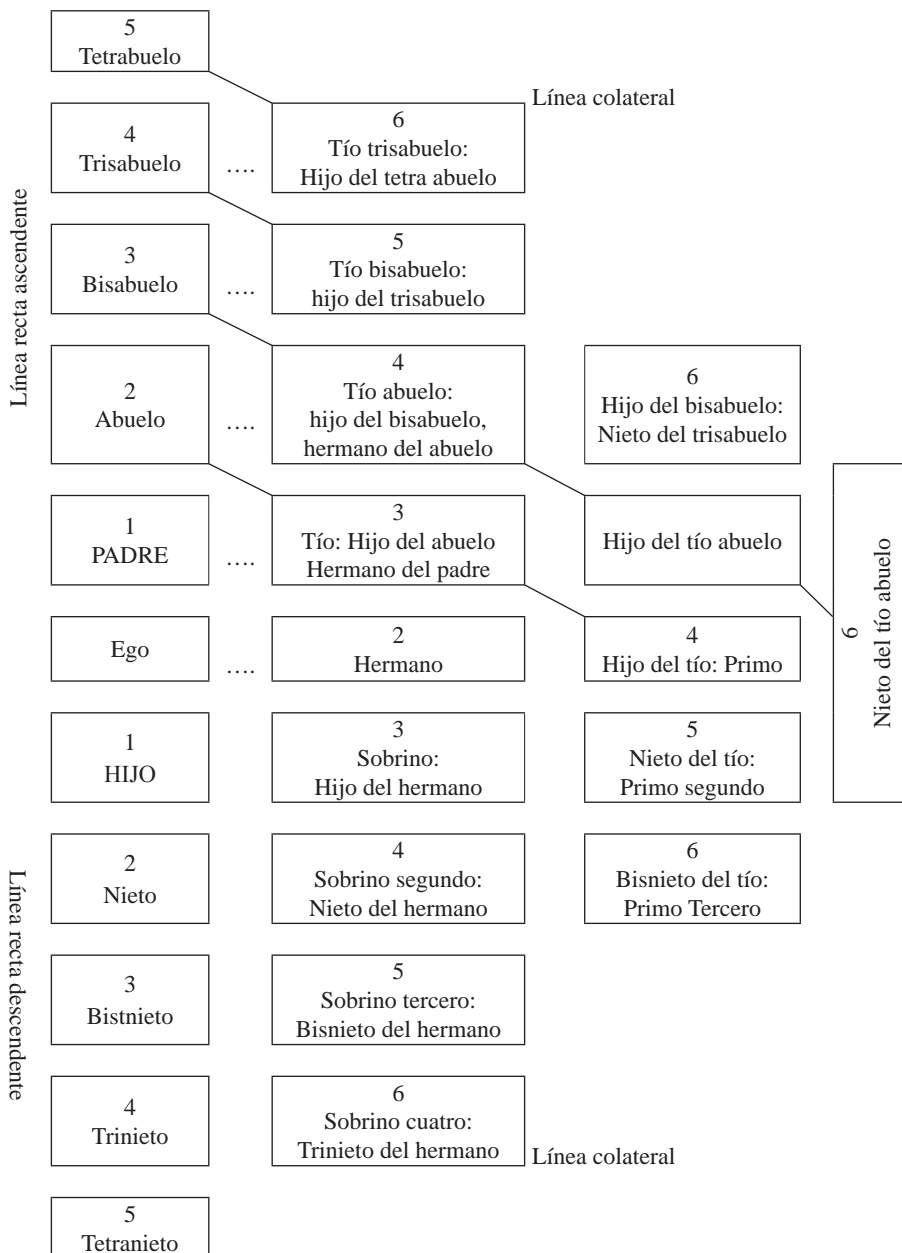 5
Tetrabuelo
Línea colateral
4
Trisabuelo
....
6
Tío trisabuelo:
Hijo del tetra abuelo
Línea recta ascendente
3
Bisabuelo
....
5
Tío bisabuelo:
hijo del trisabuelo
2
Abuelo
....
4
Tío abuelo:
hijo del bisabuelo,
hermano del abuelo
6
Hijo del bisabuelo:
Nieto del trisabuelo
1
PADRE
....
3
Tío: Hijo del abuelo
Hermano del padre
Hijo del tío abuelo
6
Nieto del tío abuelo
Ego
....
2
Hermano
4
Hijo del tío: Primo
1
HIJO
3
Sobrino:
Hijo del hermano
5
Nieto del tío:
Primo segundo
Línea recta descendente
2
Nieto
4
Sobrino segundo:
Nieto del hermano
6
Bisnieto del tío:
Primo Tercero
3
Bistnieto
5
Sobrino tercero:
Bisnieto del hermano
4
Trinieto
6
Sobrino cuatro:
Trinieto del hermano
Línea colateral
5
Tetranieto